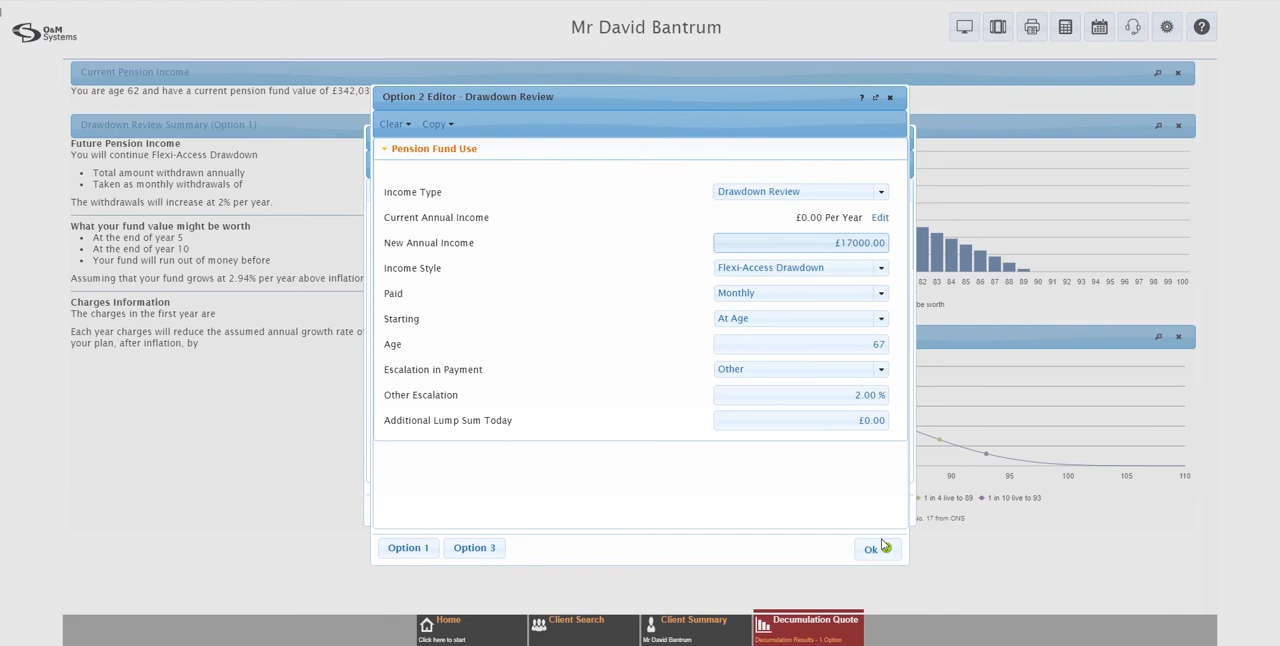 O&M
Systems
Mr David Bantrum
?
Current Pension Income
You are age 62 and have a current pension fund value of £342,03
Drawdown Review Summary (Option 1)
Future Pension Income
You will continue Flexi-Access Drawdown
• Total amount withdrawn annually
• Taken as monthly withdrawals of
The withdrawals will increase at 2% per year.
What your fund value might be worth
• At the end of year 5
• At the end of year 10
• Your fund will run out of money before
Assuming that your fund grows at 2.94% per year above inflation
Charges Information
The charges in the first year are
Each year charges will reduce the assumed annual growth rate of
your plan, after inflation, by
Option 2 Editor - Drawdown Review
?
Clear Copy
Pension Fund Use
Income Type Drawdown Review
Current Annual Income £0.00 Per Year Edit
New Annual Income £17000.00
Income Style Flexi-Access Drawdown
Paid Monthly
Starting At Age
Age 67
Escalation in Payment Other
Other Escalation 2.00 %
Additional Lump Sum Today £0.00
Option 1 Option 3 Ok
82 83 84 85 86 87 88 89 90 91 92 93 94 95 96 97 98 99 100
be worth
90 95 100 105 110
1 in 4 live to 89 1 in 10 live to 93
No. 17 from ONS
Home
Click here to start
Client Search
Client Summary
Mr David Bantrum
Decumulation Quote
Decumulation Results - 1 Option